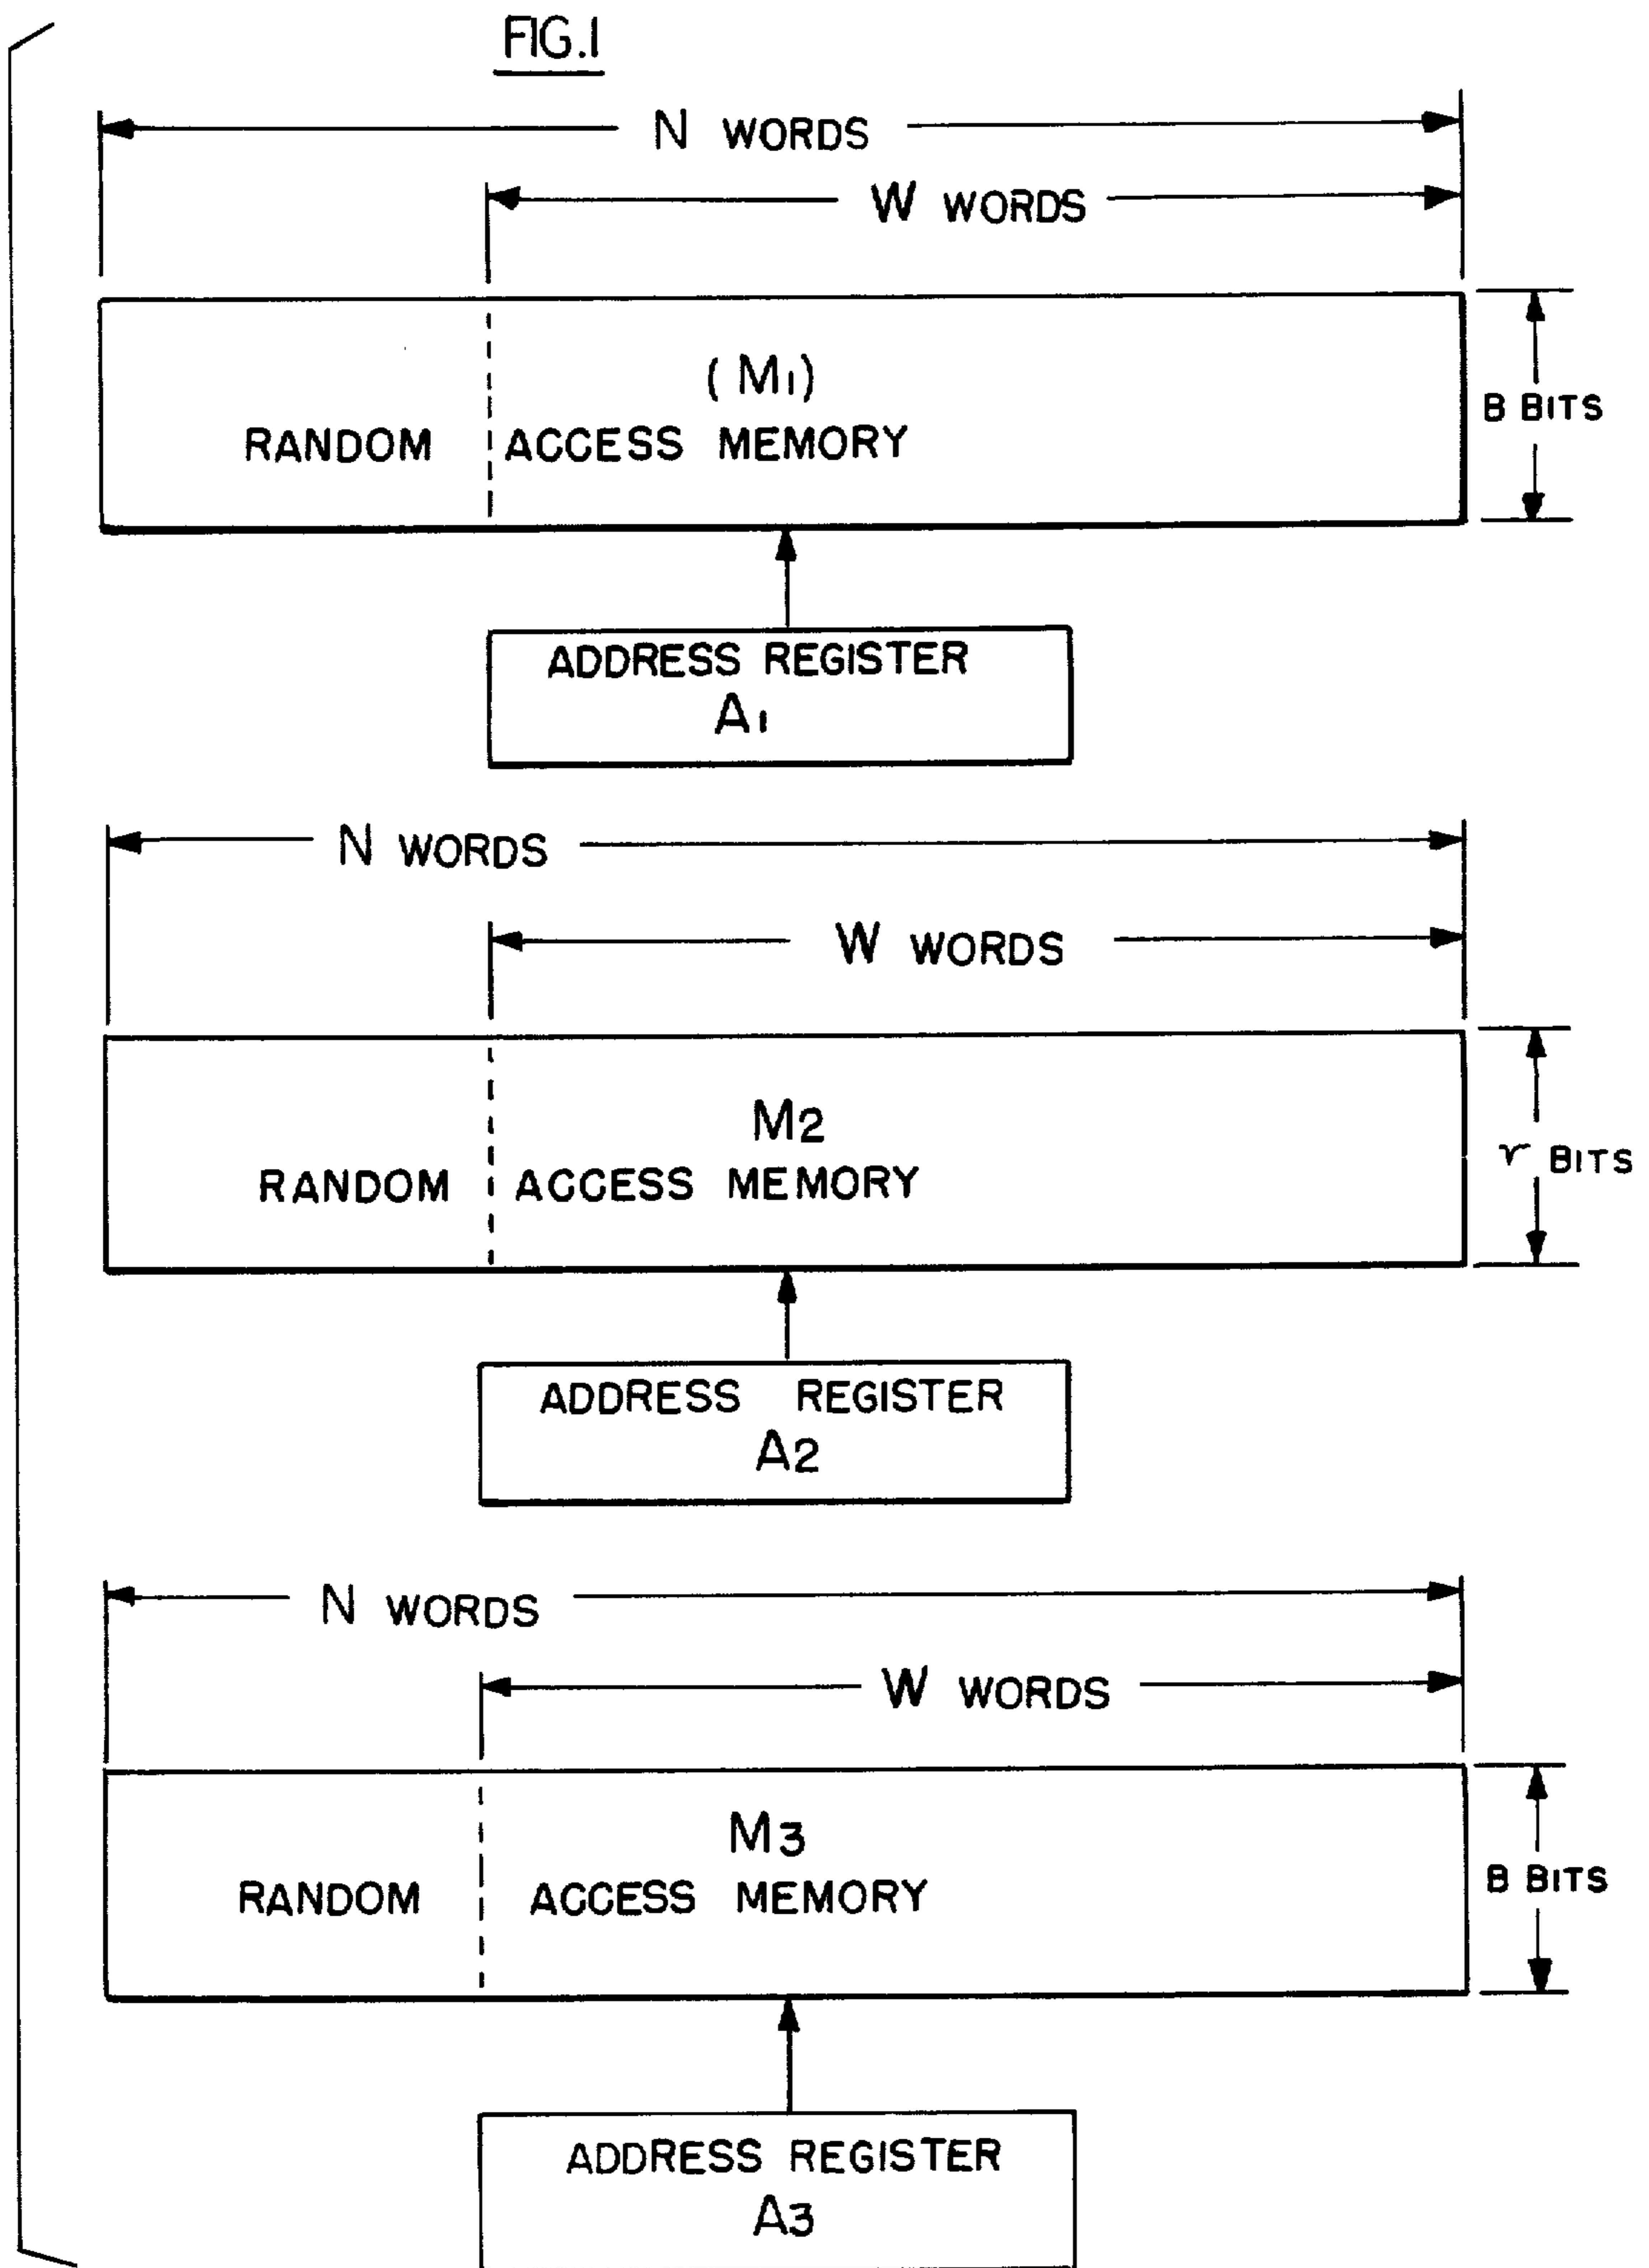 FIG.1
N WORDS
W WORDS
(M1)
RANDOM ACCESS MEMORY
B BITS
ADDRESS REGISTER
A1
N WORDS
W WORDS
M2
RANDOM ACCESS MEMORY
r BITS
ADDRESS REGISTER
A2
N WORDS
W WORDS
M3
RANDOM ACCESS MEMORY
B BITS
ADDRESS REGISTER
A3